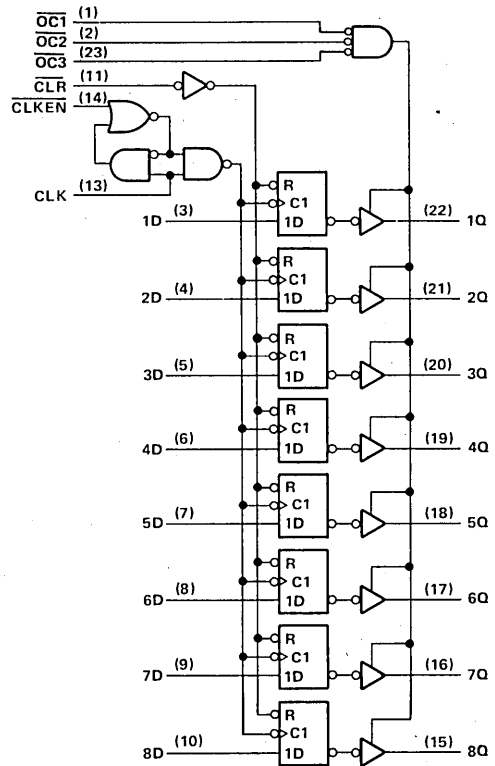 OC1 (1)
OC2 (2)
OC3 (23)
CLR (11)
CLKEN (14)
CLK (13)
R
C1
1D (3) 1D (22) 1Q
R
C1
2D (4) 1D (21) 2Q
R
C1
3D (5) 1D (20) 3Q
R
C1
4D (6) 1D (19) 4Q
R
C1
5D (7) 1D (18) 5Q
R
C1
6D (8) 1D (17) 6Q
R
C1
7D (9) 1D (16) 7Q
R
C1
8D (10) 1D (15) 8Q